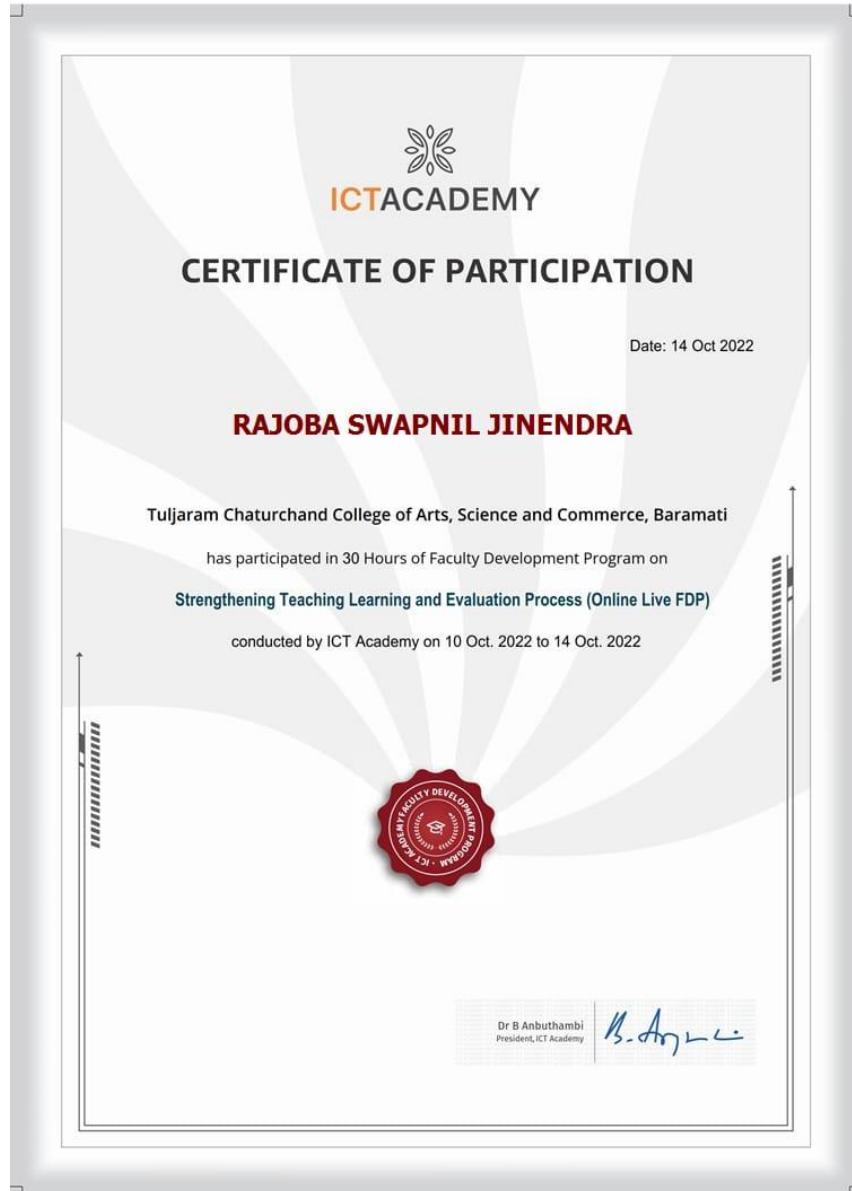 ICTACADEMY
CERTIFICATE OF PARTICIPATION
Date: 14 Oct 2022
RAJOBA SWAPNIL JINENDRA
Tuljaram Chaturchand College of Arts, Science and Commerce, Baramati
has participated in 30 Hours of Faculty Development Program on
Strengthening Teaching Learning and Evaluation Process (Online Live FDP)
conducted by ICT Academy on 10 Oct. 2022 to 14 Oct. 2022
ICT ACADEMY FACULTY DEVELOPMENT PROGRAM
Dr B Anbuthambi
President, ICT Academy